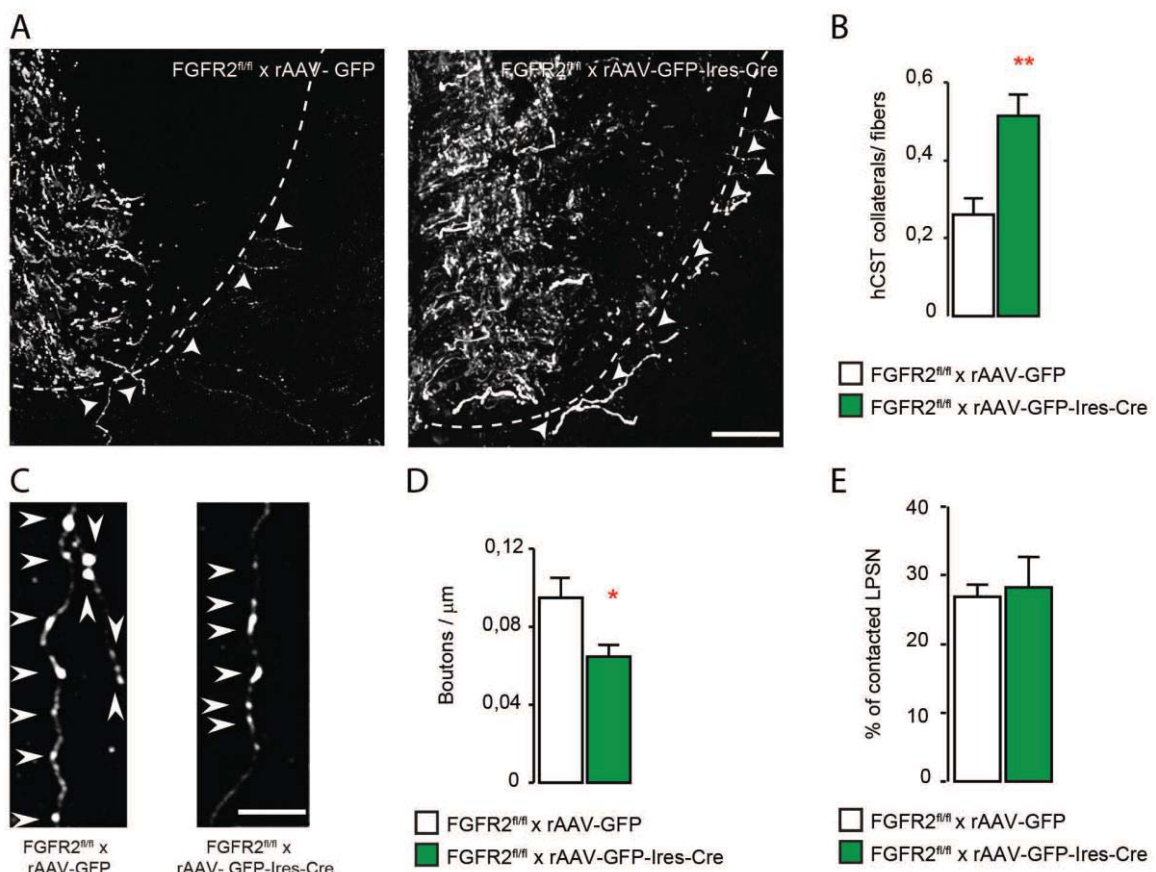 A
FGFR2fl/fl x rAAV- GFP
FGFR2fl/fl x rAAV-GFP-Ires-Cre
B
**
0,6
0,4
0,2
0
hCST collaterals/ fibers
FGFR2fl/fl x rAAV-GFP
FGFR2fl/fl x rAAV-GFP-Ires-Cre
C
FGFR2fl/fl x
rAAV-GFP
FGFR2fl/fl x
rAAV- GFP-Ires-Cre
D
0,12
0,08
0,04
0
*
Boutons / µm
FGFR2fl/fl x rAAV-GFP
FGFR2fl/fl x rAAV-GFP-Ires-Cre
E
40
30
20
10
0
% of contacted LPSN
FGFR2fl/fl x rAAV-GFP
FGFR2fl/fl x rAAV-GFP-Ires-Cre